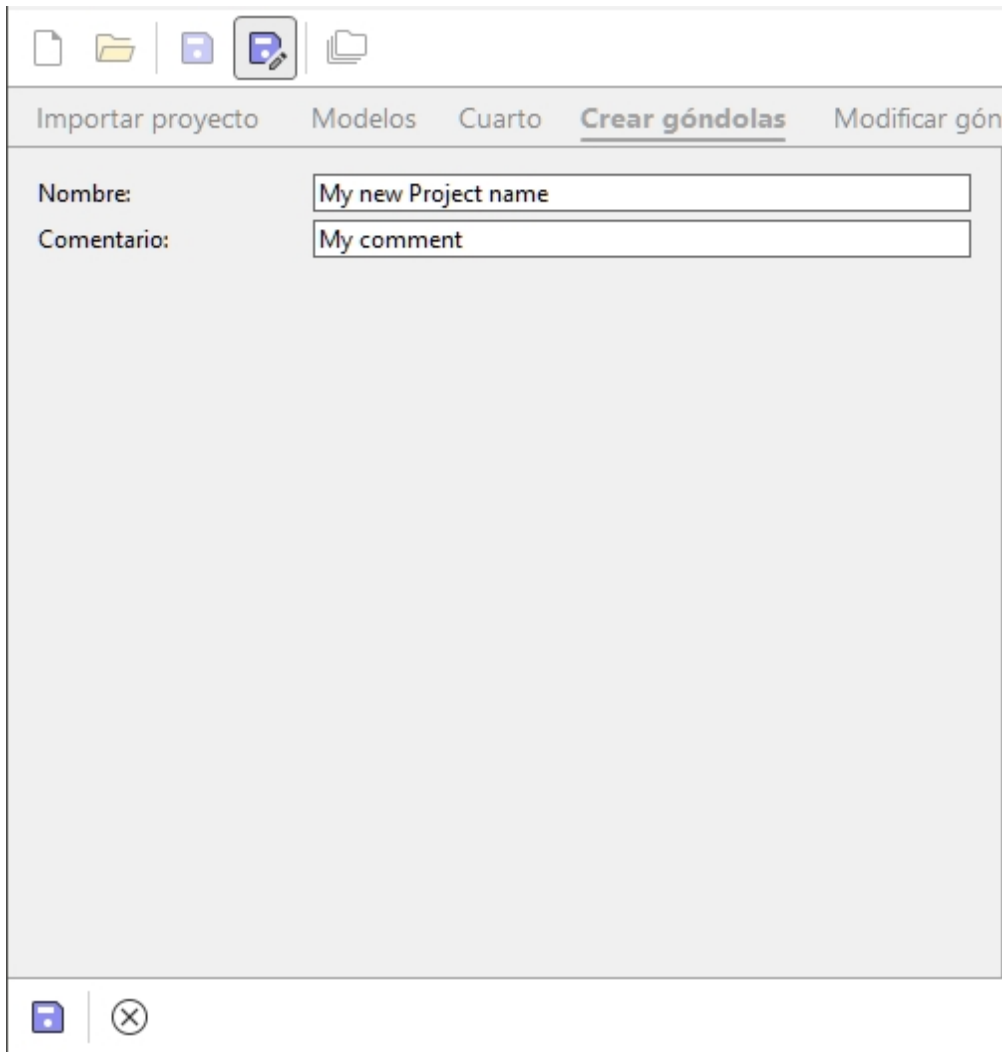 Importar proyecto Modelos Cuarto Crear góndolas Modificar gón
Nombre: My new Project name
Comentario: My comment